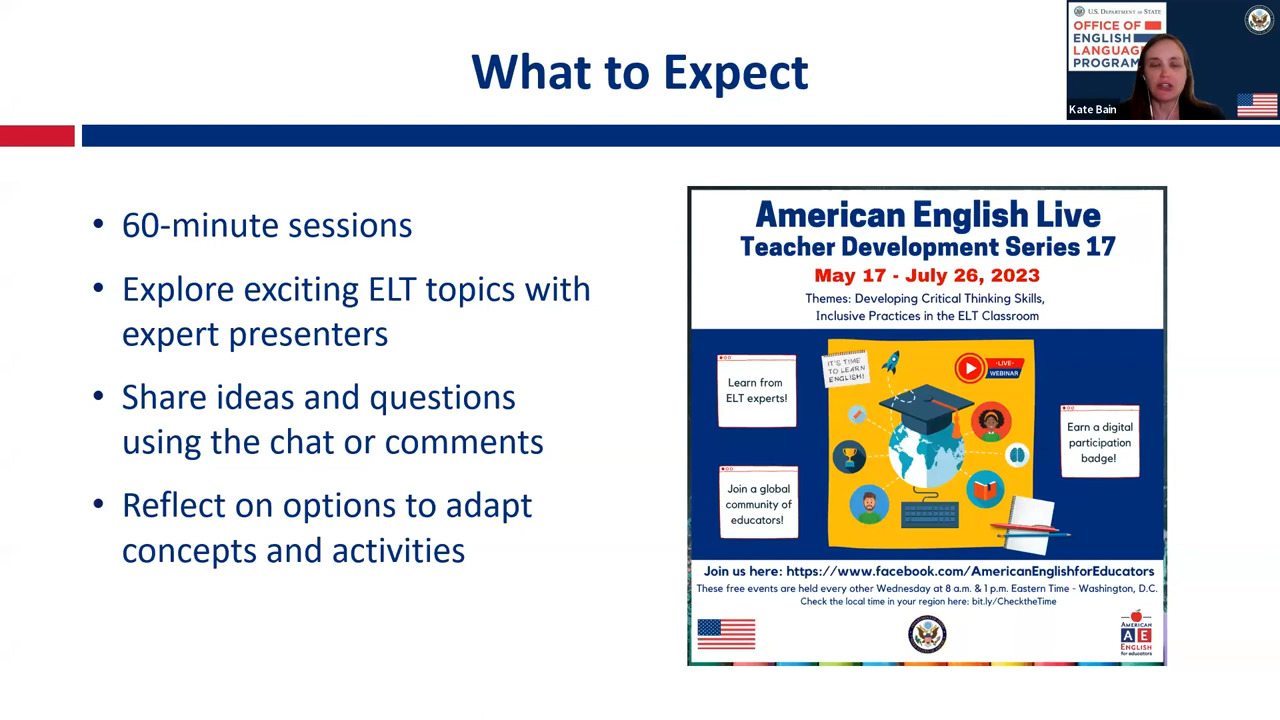 What to Expect
U.S. DEPARTMENT OF STATE
OFFICE OF
ENGLISH
LANGUAGE
PROGRAM
Kate Bain
• 60-minute sessions
• Explore exciting ELT topics with
expert presenters
• Share ideas and questions
using the chat or comments
• Reflect on options to adapt
concepts and activities
American English Live
Teacher Development Series 17
May 17 - July 26, 2023
Themes: Developing Critical Thinking Skills,
Inclusive Practices in the ELT Classroom
Learn from
ELT experts!
IT'S TIME
TO LEARN
ENGLISH!
·LIVE·
WEBINAR
Earn a digital
participation
badge!
Join a global
community of
educators!
Join us here: https://www.facebook.com/AmericanEnglishforEducators
These free events are held every other Wednesday at 8 a.m. & 1 p.m. Eastern Time - Washington, D.C.
Check the local time in your region here: bit.ly/ChecktheTime
AMERICAN
AE
ENGLISH
for educators